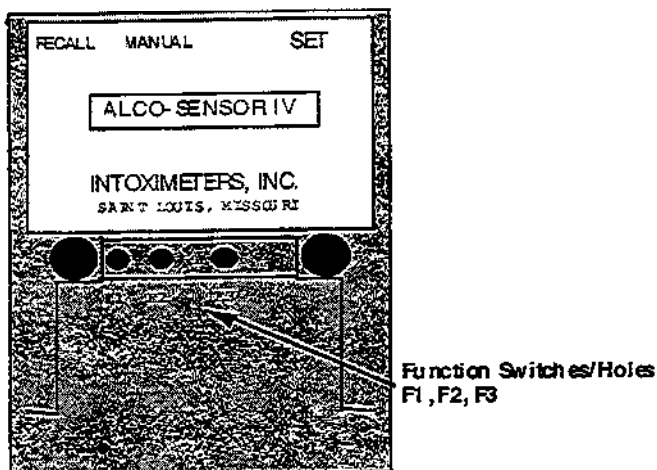 RECALL MANUAL SET
ALCO-SENSOR IV
INTOXIMETERS, INC.
SAINT LOUIS, MISSOURI
Function Switches/Holes
F1, F2, F3